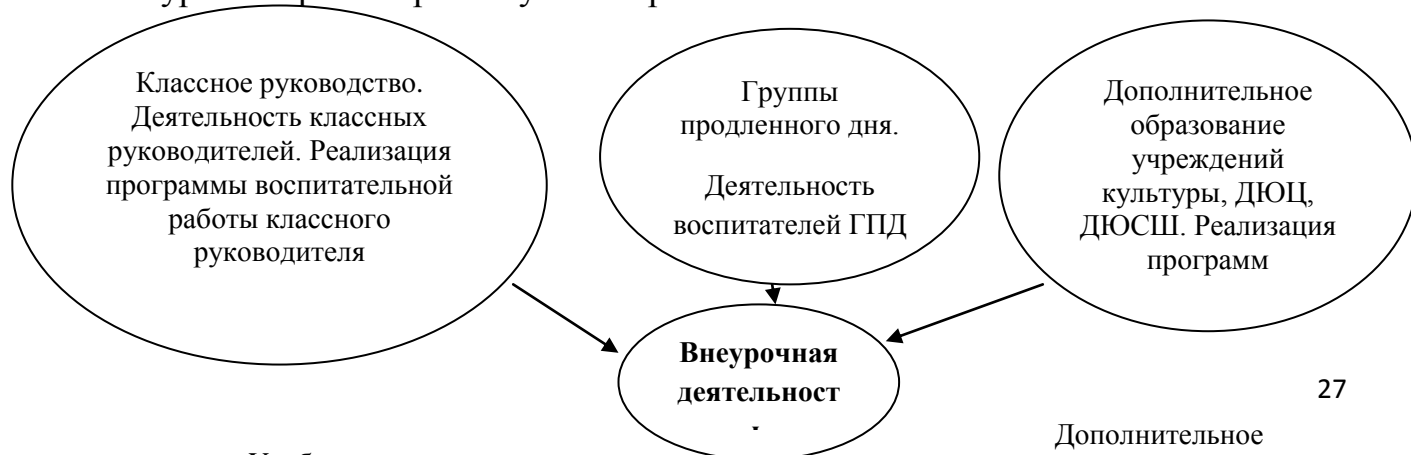 Классное руководство.
Деятельность классных
руководителей. Реализация
программы воспитательной
работы классного
руководителя
Группы
продленного дня.
Деятельность
воспитателей ГПД
Дополнительное
образование
учреждений
культуры, ДЮЦ,
ДЮСШ. Реализация
программ
Внеурочная
деятельност
27
Дополнительное